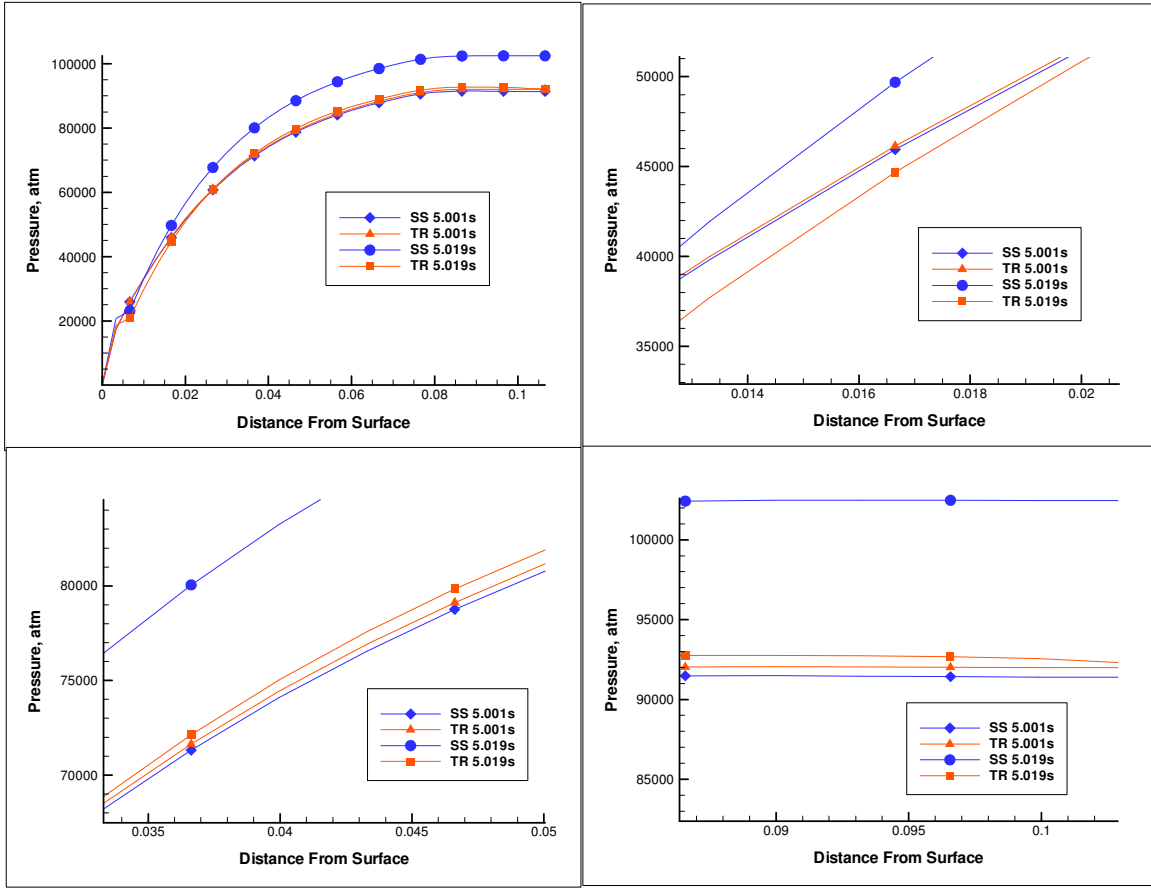 Pressure, atm
100000
80000
60000
40000
20000
0
0.02
0.04
0.06
0.08
0.1
Distance From Surface
SS 5.001s
TR 5.001s
SS 5.019s
TR 5.019s
Pressure, atm
50000
45000
40000
35000
0.014
0.016
0.018
0.02
Distance From Surface
SS 5.001s
TR 5.001s
SS 5.019s
TR 5.019s
Pressure, atm
80000
75000
70000
0.035
0.04
0.045
0.05
Distance From Surface
SS 5.001s
TR 5.001s
SS 5.019s
TR 5.019s
Pressure, atm
100000
95000
90000
85000
0.09
0.095
0.1
Distance From Surface
SS 5.001s
TR 5.001s
SS 5.019s
TR 5.019s